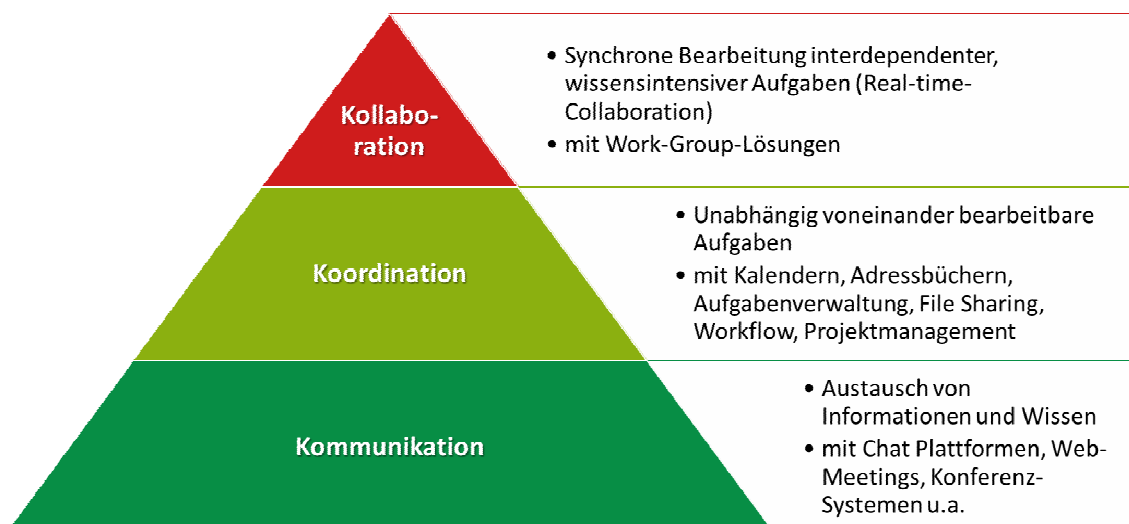 Kollabo-
ration
• Synchrone Bearbeitung interdependenter,
wissensintensiver Aufgaben (Real-time-
Collaboration)
• mit Work-Group-Lösungen
Koordination
• Unabhängig voneinander bearbeitbare
Aufgaben
• mit Kalendern, Adressbüchern,
Aufgabenverwaltung, File Sharing,
Workflow, Projektmanagement
Kommunikation
• Austausch von
Informationen und Wissen
• mit Chat Plattformen, Web-
Meetings, Konferenz-
Systemen u.a.